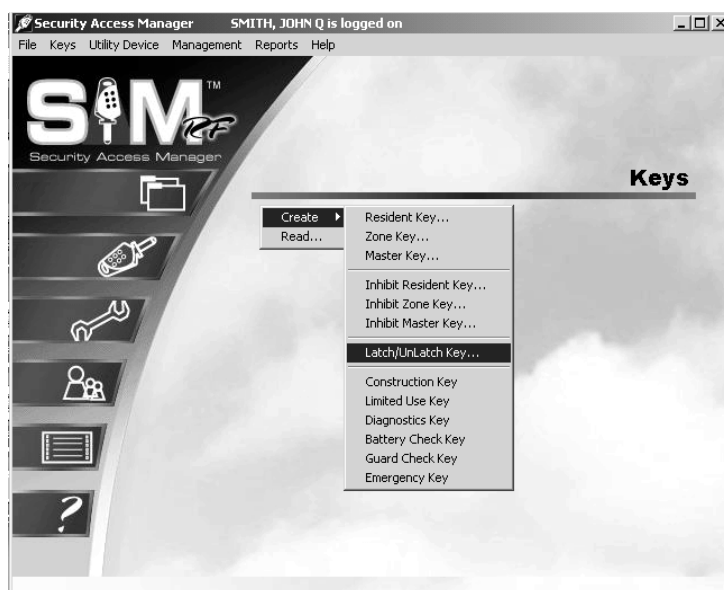 Security Access Manager SMITH, JOHN Q is logged on
File Keys Utility Device Management Reports Help
SAM TM
RF
Security Access Manager
Keys
Create
Read...
Resident Key...
Zone Key...
Master Key...
Inhibit Resident Key...
Inhibit Zone Key...
Inhibit Master Key...
Latch/UnLatch Key...
Construction Key
Limited Use Key
Diagnostics Key
Battery Check Key
Guard Check Key
Emergency Key
?